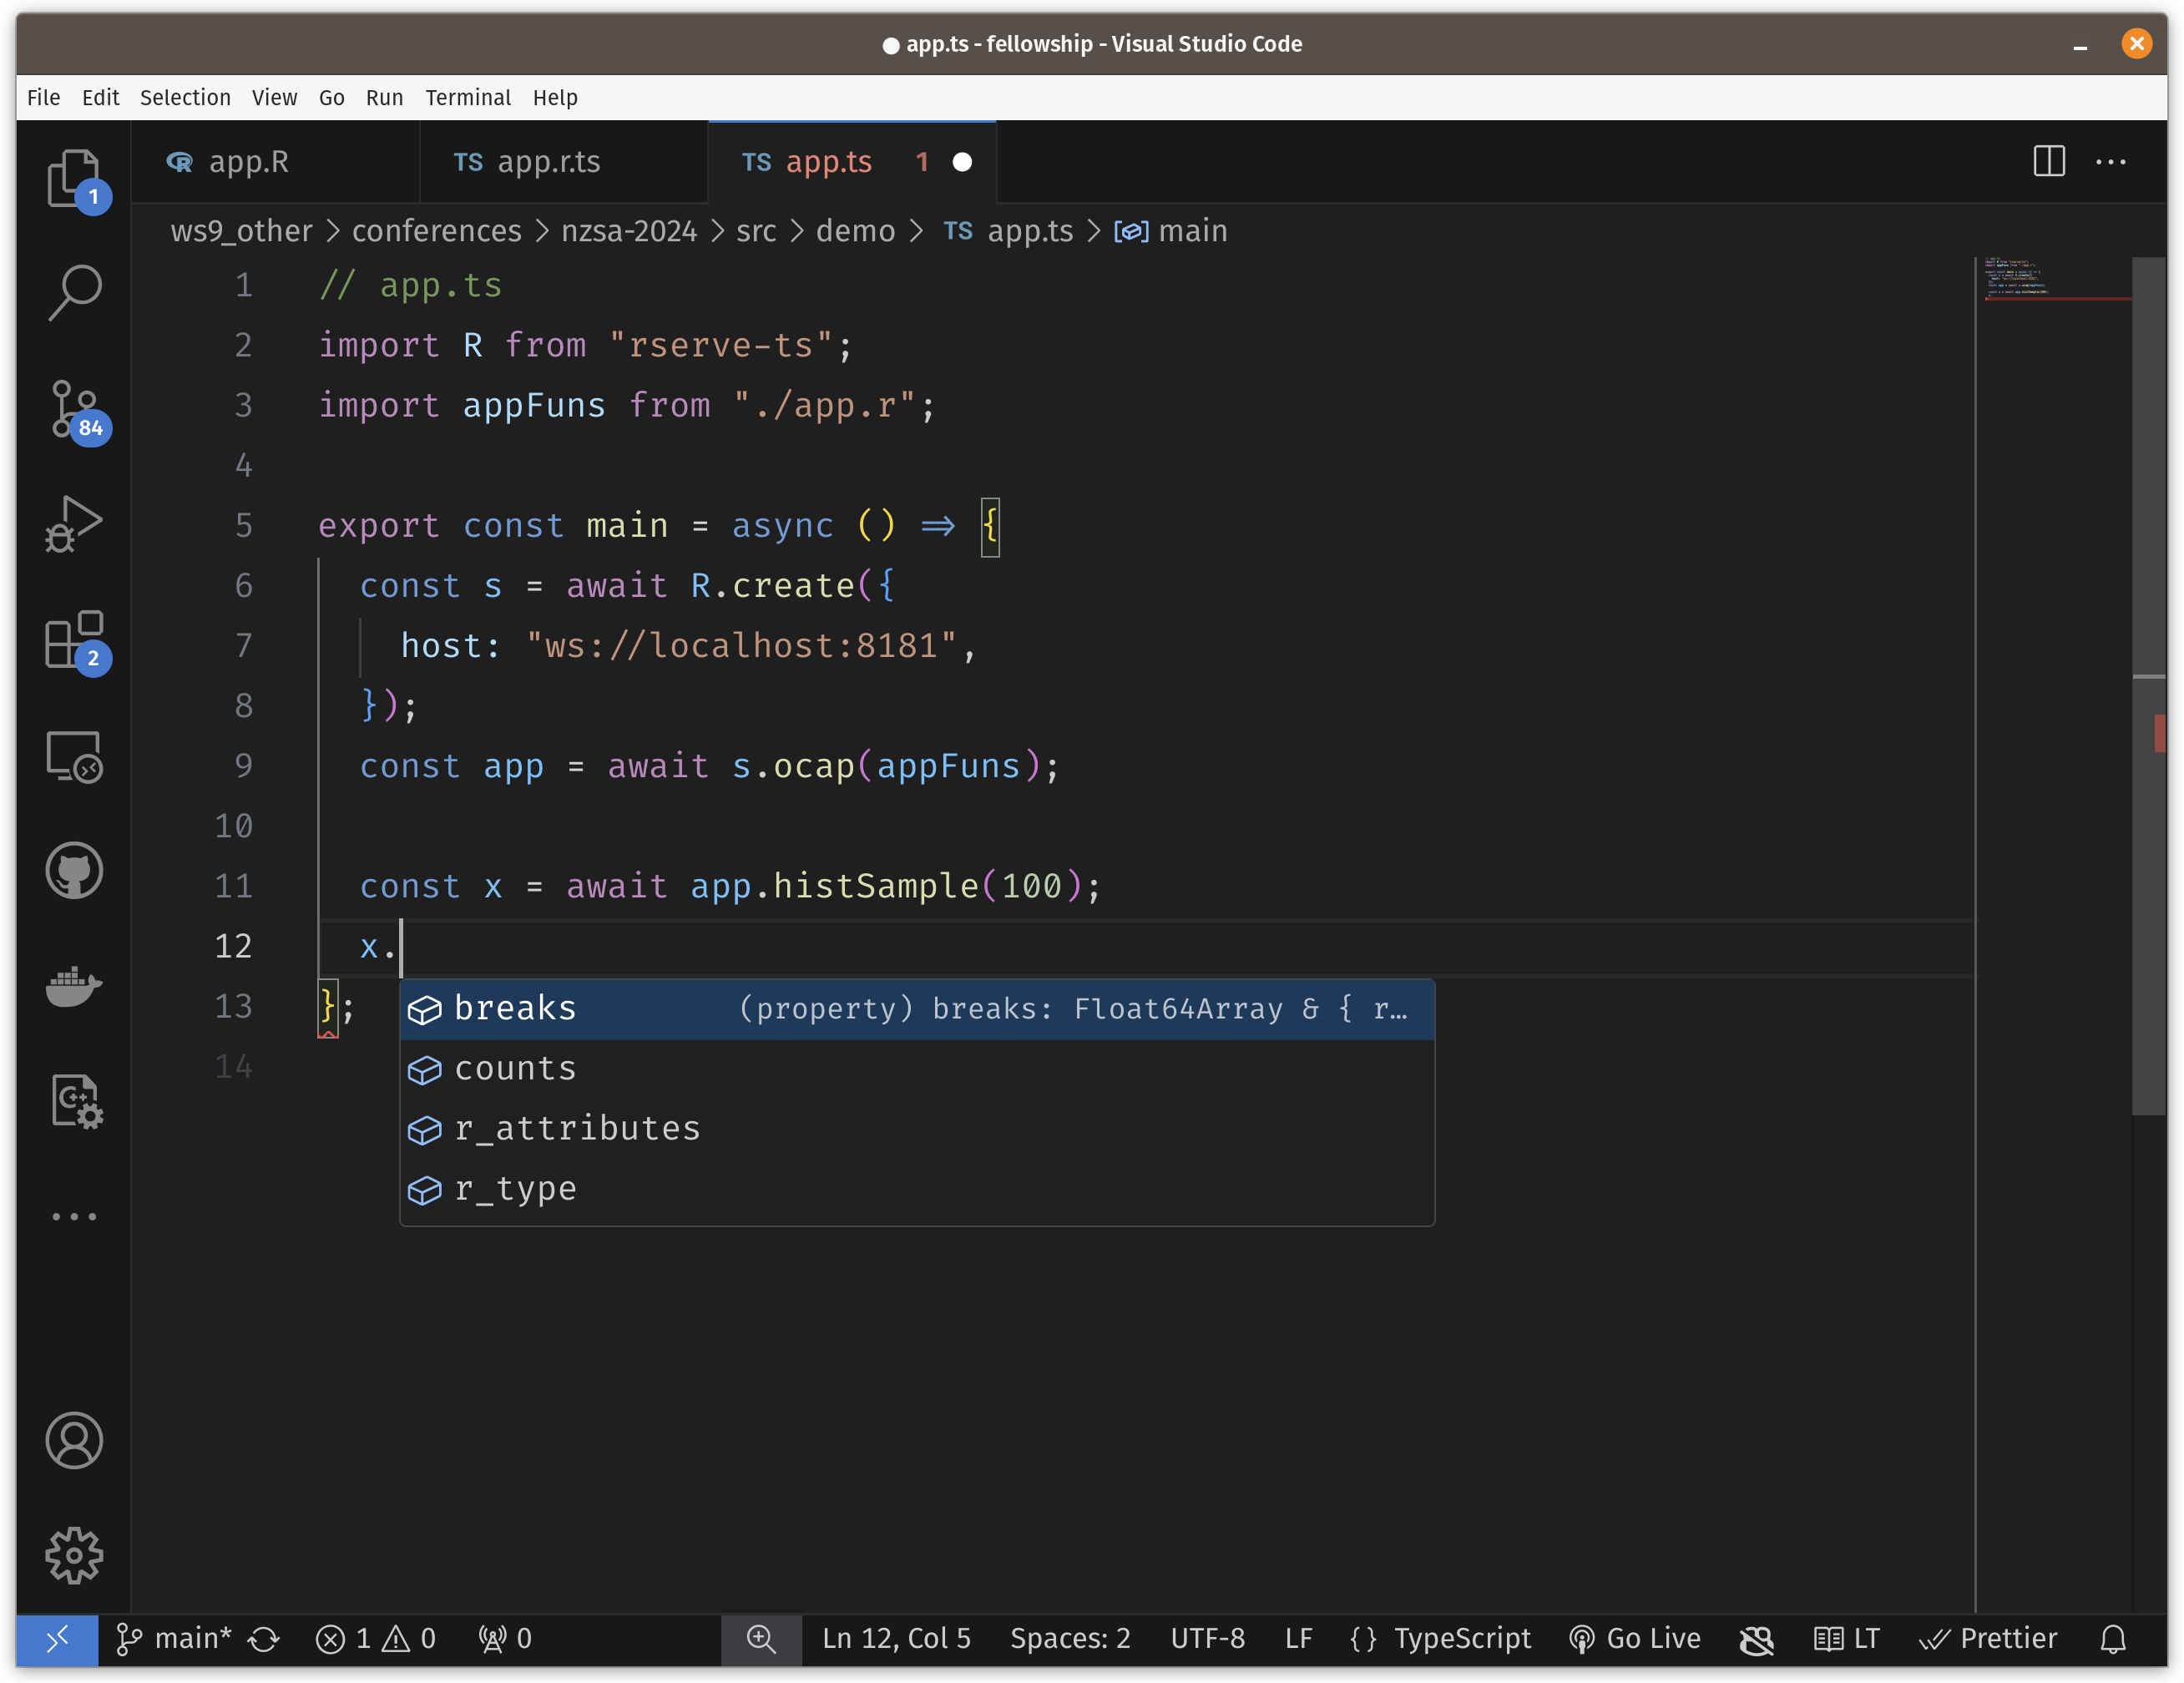 app.ts - fellowship - Visual Studio Code
File Edit Selection View Go Run Terminal Help
app.R TS app.r.ts TS app.ts 1
1
ws9_other > conferences > nzsa-2024 > src > demo > TS app.ts > main
1 // app.ts
2 import R from "rserve-ts";
3 import appFuns from "./app.r";
84
4
5 export const main = async () => {
6 const s = await R.create({
7 host: "ws://localhost:8181",
2
8 });
9 const app = await s.ocap(appFuns);
10
11 const x = await app.histSample(100);
12 x.
13 };
breaks (property) breaks: Float64Array & { r…
14
counts
C++
r_attributes
r_type
main* 1 0 0 Ln 12, Col 5 Spaces: 2 UTF-8 LF {} TypeScript Go Live LT Prettier